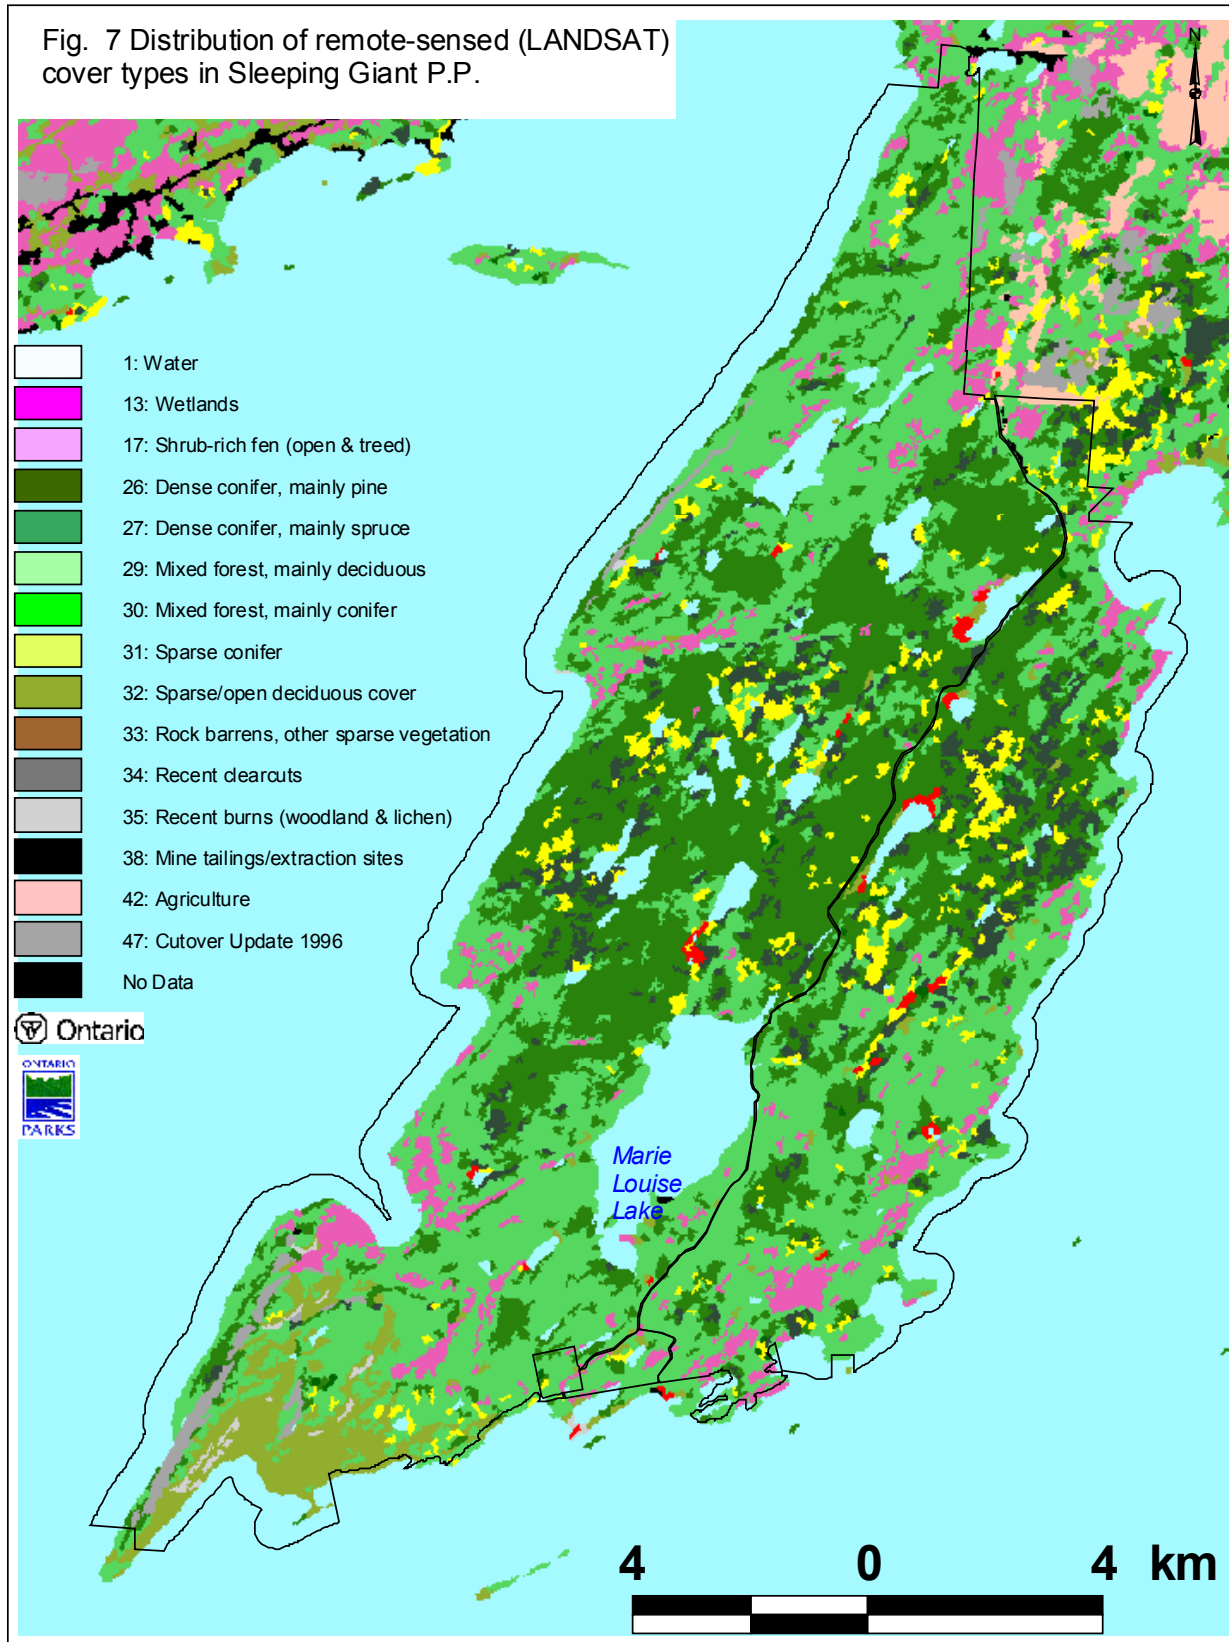 Fig. 7 Distribution of remote-sensed (LANDSAT)
cover types in Sleeping Giant P.P.
N
1: Water
13: Wetlands
17: Shrub-rich fen (open & treed)
26: Dense conifer, mainly pine
27: Dense conifer, mainly spruce
29: Mixed forest, mainly deciduous
30: Mixed forest, mainly conifer
31: Sparse conifer
32: Sparse/open deciduous cover
33: Rock barrens, other sparse vegetation
34: Recent clearcuts
35: Recent burns (woodland & lichen)
38: Mine tailings/extraction sites
42: Agriculture
47: Cutover Update 1996
No Data
Ontario
ONTARIO
PARKS
Marie
Louise
Lake
4 0 4 km